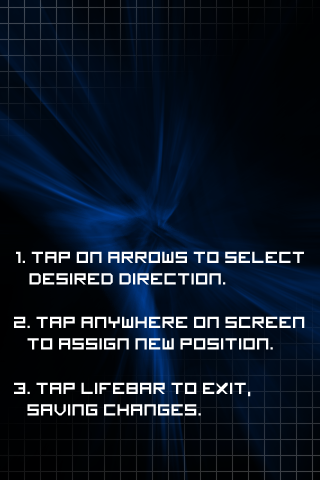 1. TAP ON ARROWS TO SELECT
DESIRED DIRECTION.
2. TAP ANYWHERE ON SCREEN
TO ASSIGN NEW POSITION.
3. TAP LIFEBAR TO EXIT,
SAVING CHANGES.